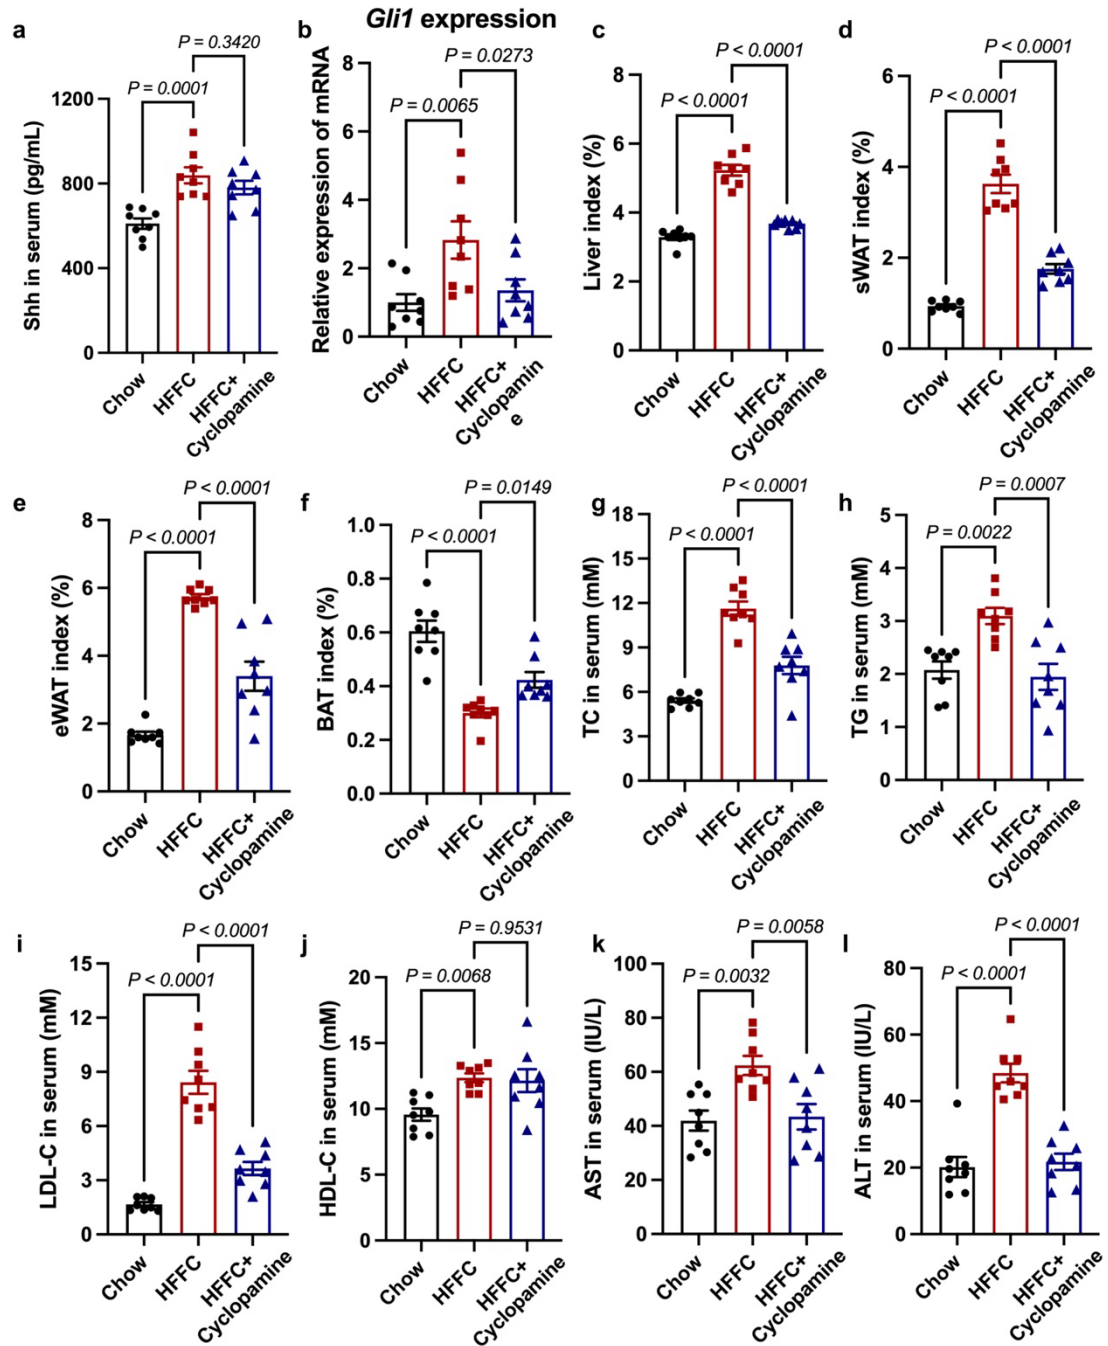 Gli1 expression
a
P = 0.3420
P = 0.0001
Shh in serum (pg/mL)
1200
800
400
0
Chow
HFFC
HFFC+
Cyclopamine
b
P = 0.0273
P = 0.0065
Relative expression of mRNA
8
6
4
2
0
Chow
HFFC
HFFC+
Cyclopamin
e
c
P < 0.0001
P < 0.0001
Liver index (%)
8
6
4
2
0
Chow
HFFC
HFFC+
Cyclopamine
d
P < 0.0001
P < 0.0001
sWAT index (%)
6
4
2
0
Chow
HFFC
HFFC+
Cyclopamine
e
P < 0.0001
P < 0.0001
eWAT index (%)
8
6
4
2
0
Chow
HFFC
HFFC+
Cyclopamine
f
P = 0.0149
P < 0.0001
BAT index (%)
1.0
0.8
0.6
0.4
0.2
0.0
Chow
HFFC
HFFC+
Cyclopamine
g
P < 0.0001
P < 0.0001
TC in serum (mM)
18
15
12
9
6
3
0
Chow
HFFC
HFFC+
Cyclopamine
h
P = 0.0007
P = 0.0022
TG in serum (mM)
5
4
3
2
1
0
Chow
HFFC
HFFC+
Cyclopamine
i
P < 0.0001
P < 0.0001
LDL-C in serum (mM)
15
12
9
6
3
0
Chow
HFFC
HFFC+
Cyclopamine
j
P = 0.9531
P = 0.0068
HDL-C in serum (mM)
20
15
10
5
0
Chow
HFFC
HFFC+
Cyclopamine
k
P = 0.0058
P = 0.0032
AST in serum (IU/L)
100
80
60
40
20
0
Chow
HFFC
HFFC+
Cyclopamine
l
P < 0.0001
P < 0.0001
ALT in serum (IU/L)
80
60
40
20
0
Chow
HFFC
HFFC+
Cyclopamine